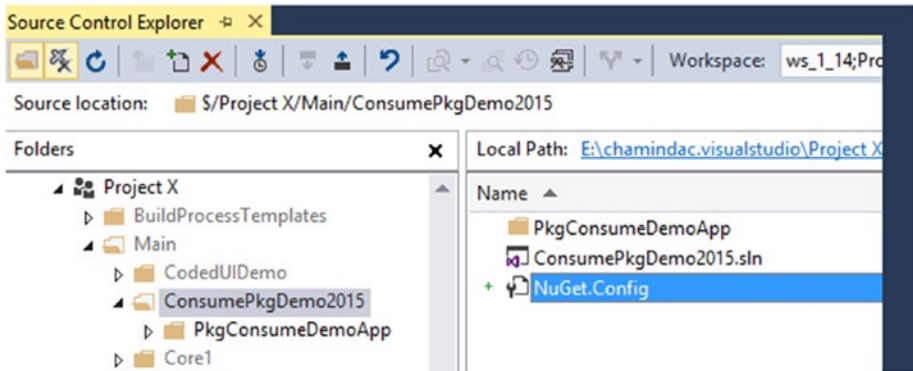 Source Control Explorer
Workspace: ws_1_14;Pro
Source location: $/Project X/Main/ConsumePkgDemo2015
Folders
Local Path: E:\chamindac.visualstudio\Project X
Project X
BuildProcessTemplates
Main
CodedUIDemo
ConsumePkgDemo2015
PkgConsumeDemoApp
Core1
Name
PkgConsumeDemoApp
ConsumePkgDemo2015.sln
+ NuGet.Config